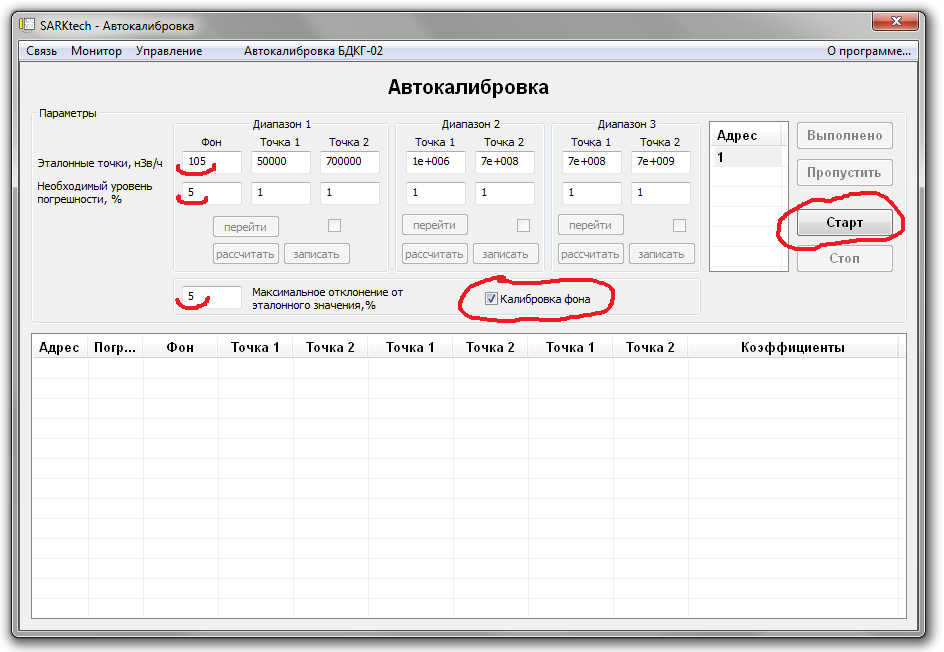 SARKtech - Автокалибровка
Связь Монитор Управление Автокалибровка БДКГ-02 О программе...
Автокалибровка
Параметры
Диапазон 1 Диапазон 2 Диапазон 3
Фон Точка 1 Точка 2 Точка 1 Точка 2 Точка 1 Точка 2
Эталонные точки, нЗв/ч 105 50000 700000 1e+006 7e+008 7e+008 7e+009
Необходимый уровень
погрешности, % 5 1 1 1 1 1 1
перейти перейти перейти
рассчитать записать рассчитать записать рассчитать записать
5 Максимальное отклонение от
эталонного значения,% Калибровка фона
Адрес
1
Выполнено
Пропустить
Старт
Стоп
Адрес Погр... Фон Точка 1 Точка 2 Точка 1 Точка 2 Точка 1 Точка 2 Коэффициенты